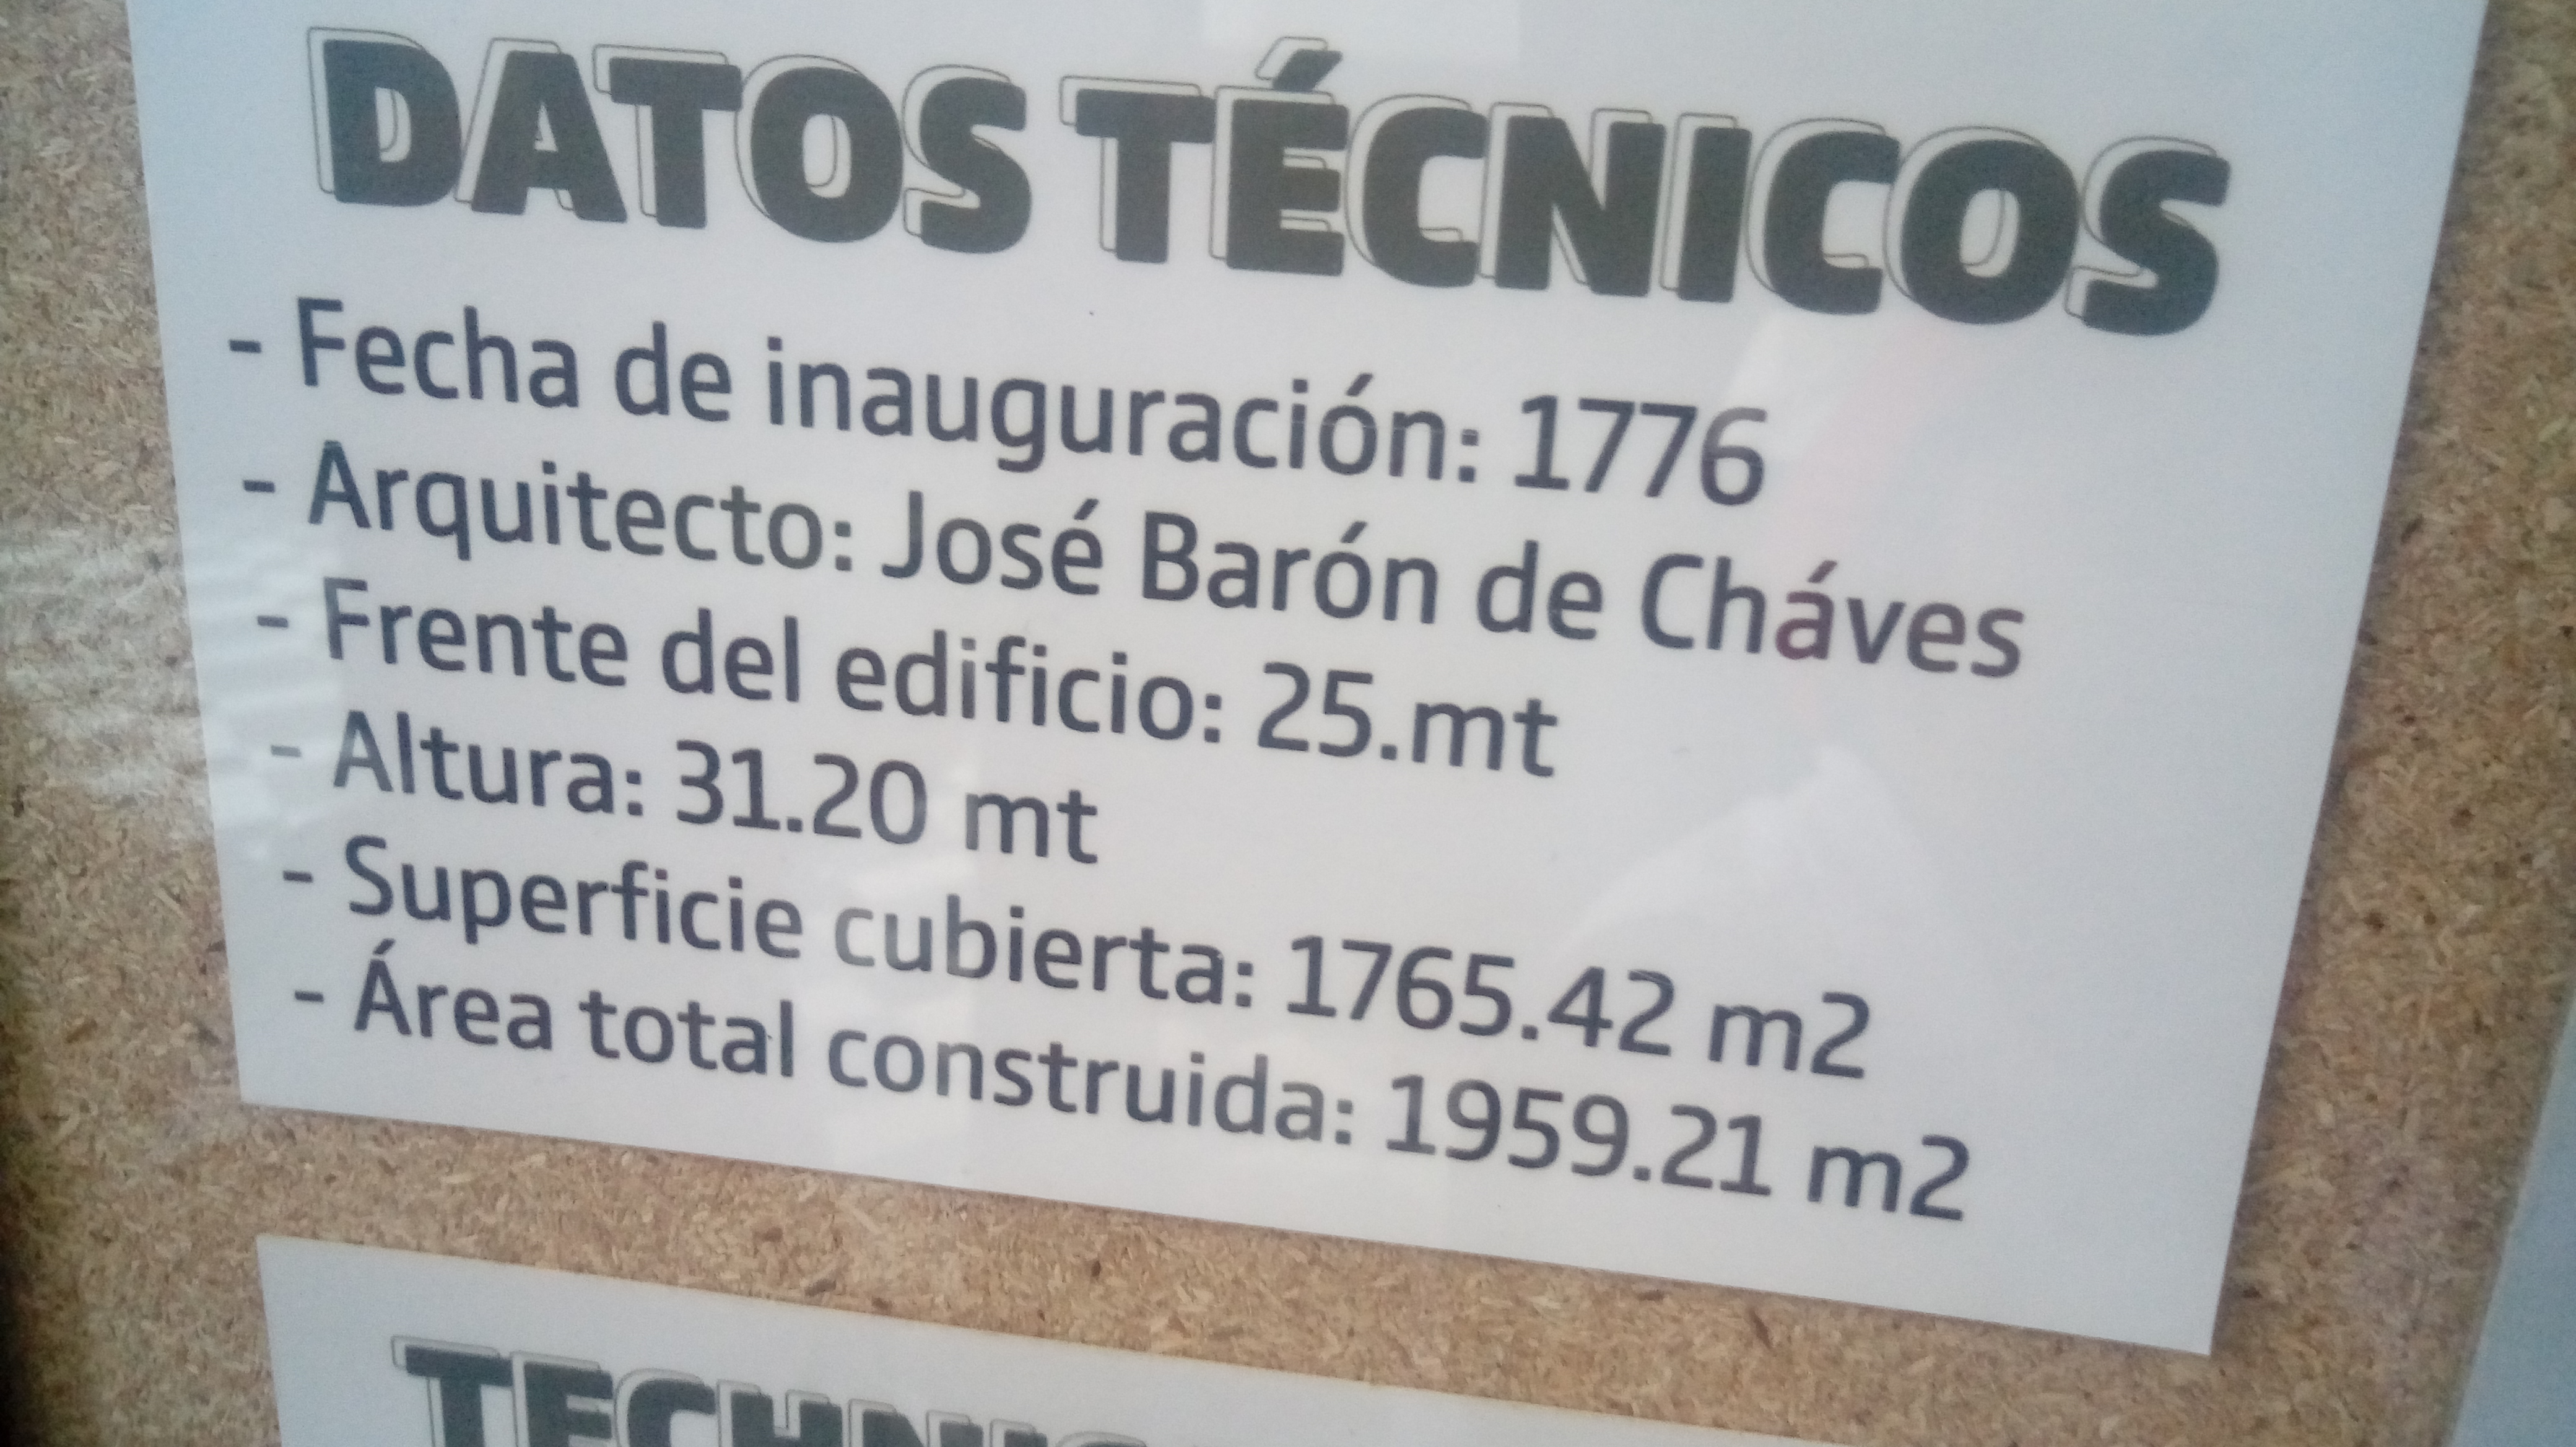 DATOS TÉCNICOS
- Fecha de inauguración: 1776
- Arquitecto: José Barón de Cháves
- Frente del edificio: 25.mt
- Altura: 31.20 mt
- Superficie cubierta: 1765.42 m2
- Área total construida: 1959.21 m2